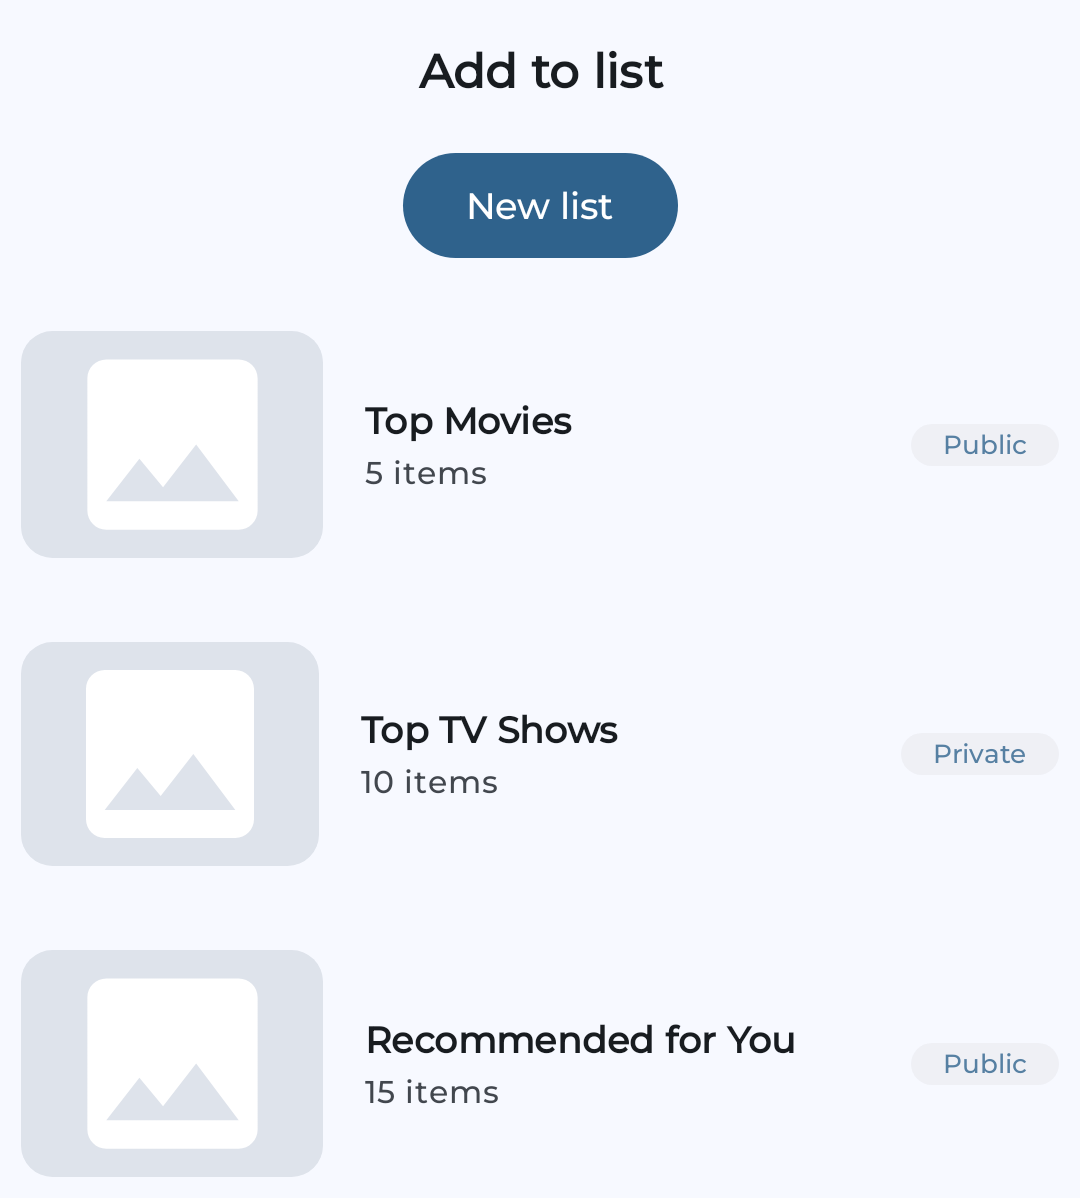 Add to list
New list
Top Movies
5 items
Public
Top TV Shows
10 items
Private
Recommended for You
15 items
Public